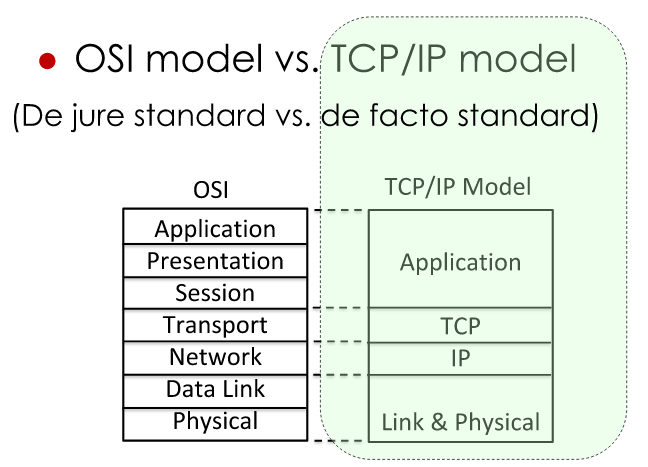 • OSI model vs. TCP/IP model
(De jure standard vs. de facto standard)
OSI
Application
Presentation
Session
Transport
Network
Data Link
Physical
TCP/IP Model
Application
TCP
IP
Link & Physical